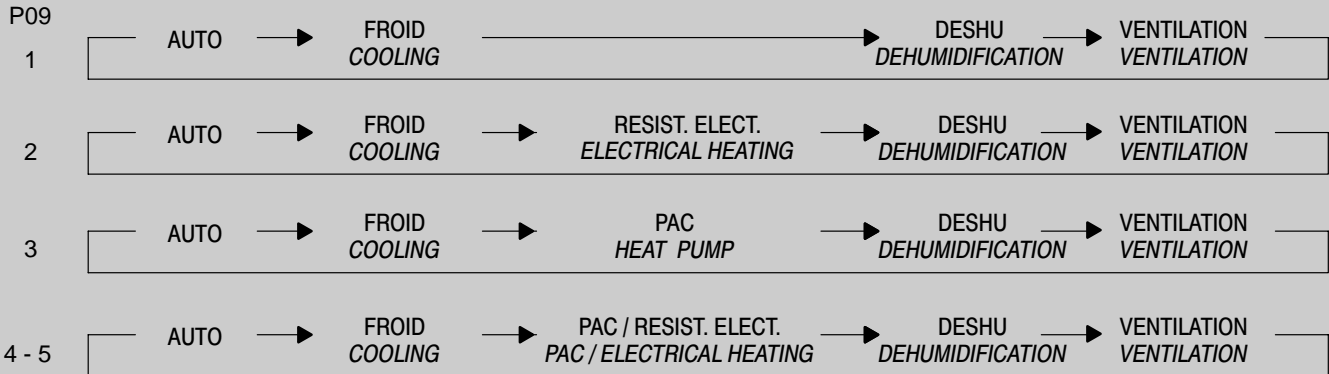 P09
1 AUTO FROID DESHU VENTILATION
COOLING DEHUMIDIFICATION VENTILATION
2 AUTO FROID RESIST. ELECT. DESHU VENTILATION
COOLING ELECTRICAL HEATING DEHUMIDIFICATION VENTILATION
3 AUTO FROID PAC DESHU VENTILATION
COOLING HEAT PUMP DEHUMIDIFICATION VENTILATION
4 - 5 AUTO FROID PAC / RESIST. ELECT. DESHU VENTILATION
COOLING PAC / ELECTRICAL HEATING DEHUMIDIFICATION VENTILATION